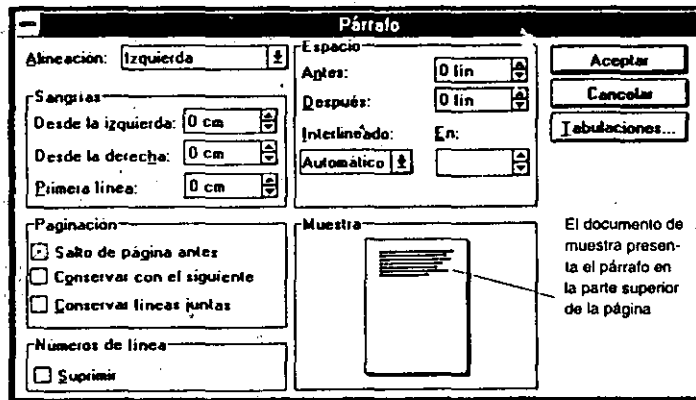 Párrafo
Alineación: Izquierda
Sangrías
Desde la izquierda: 0 cm
Desde la derecha: 0 cm
Primera línea: 0 cm
Espacio
Antes: 0 lin
Después: 0 lin
Interlineado: En:
Automático
Aceptar
Cancelar
Tabulaciones...
Paginación
Salto de página antes
Conservar con el siguiente
Conservar líneas juntas
Números de línea
Suprimir
Muestra
El documento de
muestra presen-
ta el párrafo en
la parte superior
de la página